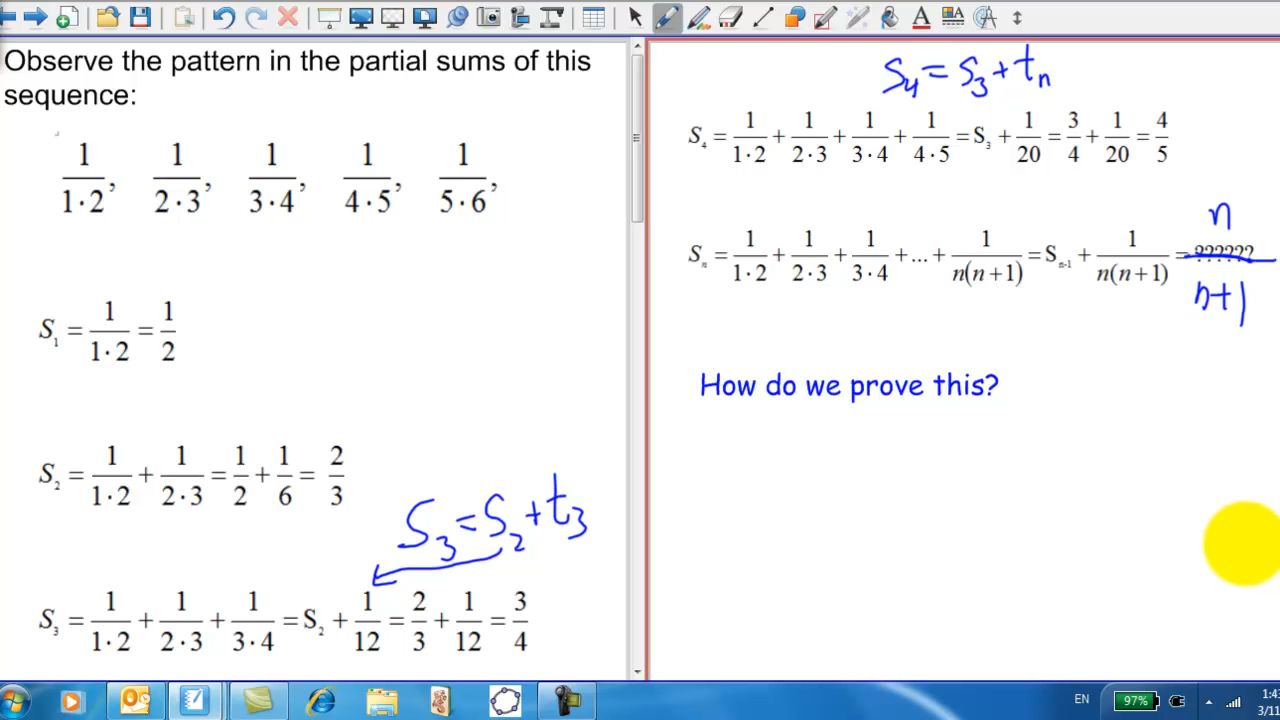 Observe the pattern in the partial sums of this
sequence:
1/(1·2), 1/(2·3), 1/(3·4), 1/(4·5), 1/(5·6),
S₁ = 1/(1·2) = 1/2
S₂ = 1/(1·2) + 1/(2·3) = 1/2 + 1/6 = 2/3
S₃ = S₂ + t₃
S₃ = 1/(1·2) + 1/(2·3) + 1/(3·4) = S₂ + 1/12 = 2/3 + 1/12 = 3/4
S₄ = S₃ + tₙ
S₄ = 1/(1·2) + 1/(2·3) + 1/(3·4) + 1/(4·5) = S₃ + 1/20 = 3/4 + 1/20 = 4/5
n
Sₙ = 1/(1·2) + 1/(2·3) + 1/(3·4) + ... + 1/(n(n+1)) = Sₙ₋₁ + 1/(n(n+1)) = ??????
n+1
How do we prove this?
EN
97%
1:4
3/11